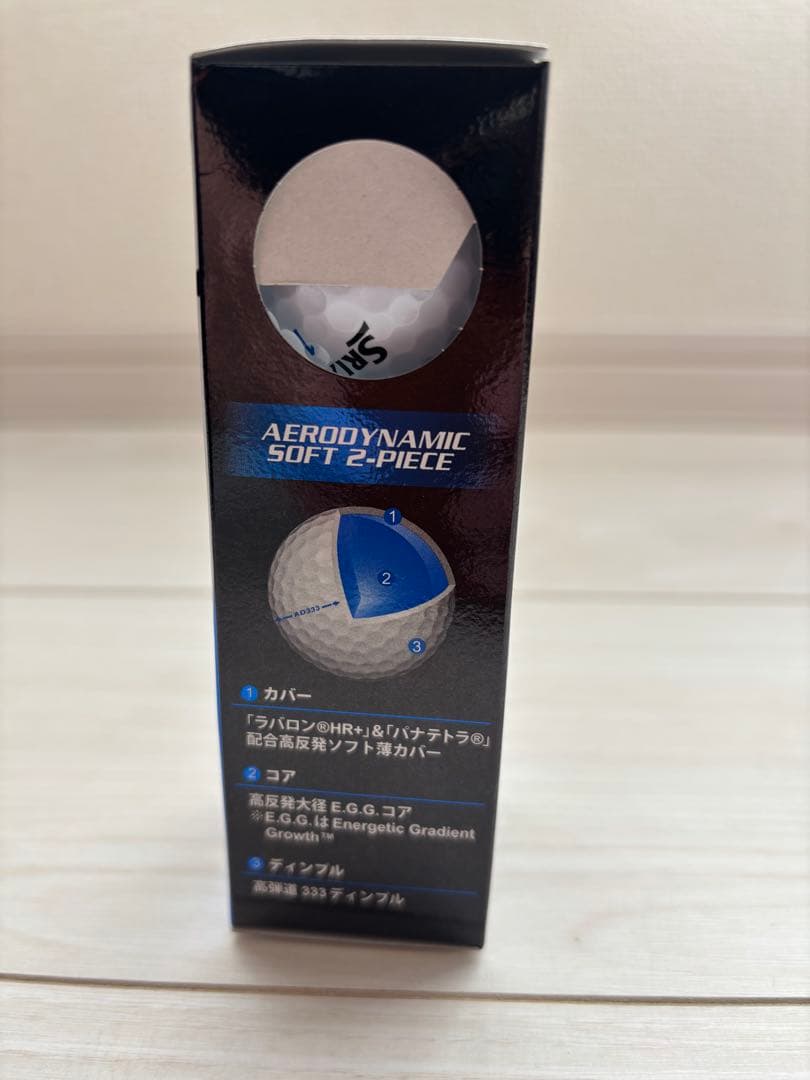 1
SRI
AERODYNAMIC
SOFT 2-PIECE
1
2
AD333
3
1 カバー
「ラバロン®HR+」&「パナテトラ®」
配合高反発ソフト薄カバー
2 コア
高反発大径 E.G.G.コア
※E.G.G.は Energetic Gradient
Growth™
3 ディンプル
高弾道 333 ディンプル